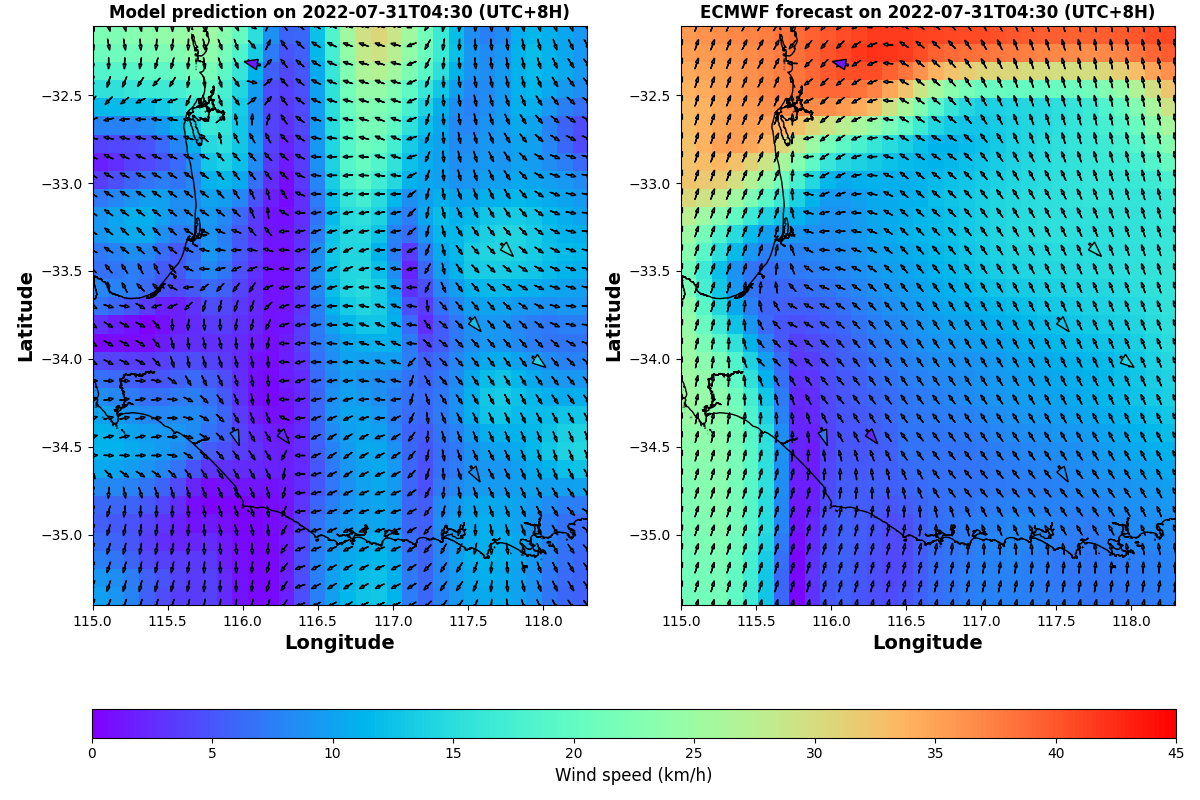 Model prediction on 2022-07-31T04:30 (UTC+8H)
ECMWF forecast on 2022-07-31T04:30 (UTC+8H)
−32.5
−33.0
−33.5
−34.0
−34.5
−35.0
Latitude
115.0 115.5 116.0 116.5 117.0 117.5 118.0
Longitude
−32.5
−33.0
−33.5
−34.0
−34.5
−35.0
Latitude
115.0 115.5 116.0 116.5 117.0 117.5 118.0
Longitude
0 5 10 15 20 25 30 35 40 45
Wind speed (km/h)